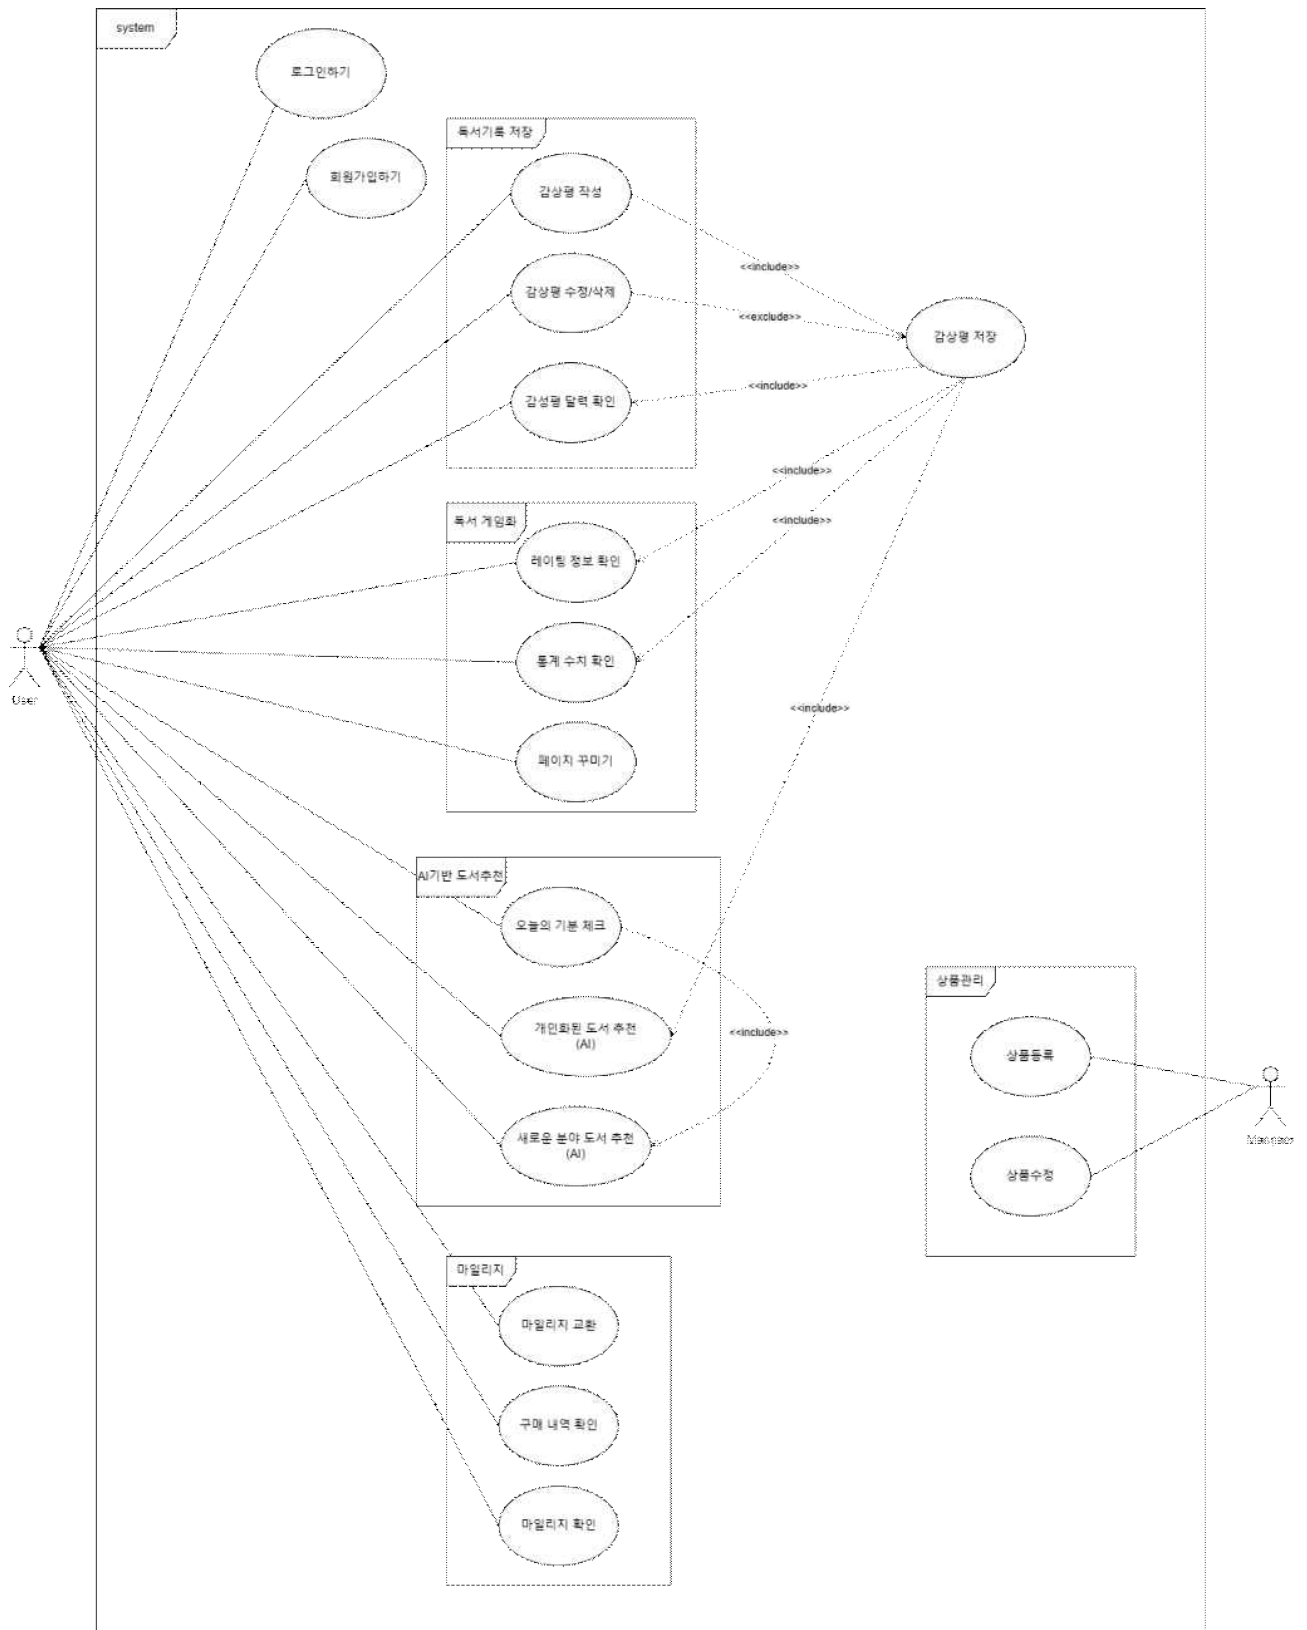 system
로그인하기
회원가입하기
독서기록 저장
감상평 작성
<<include>>
감상평 수정/삭제
<<exclude>>
감상평 저장
감성평 달력 확인
<<include>>
<<include>>
독서 게임화
<<include>>
레이팅 정보 확인
통계 수치 확인
User
<<include>>
페이지 꾸미기
AI기반 도서추천
오늘의 기분 체크
개인화된 도서 추천
(AI)
<<include>>
새로운 분야 도서 추천
(AI)
상품관리
상품등록
상품수정
마일리지
마일리지 교환
구매 내역 확인
마일리지 확인